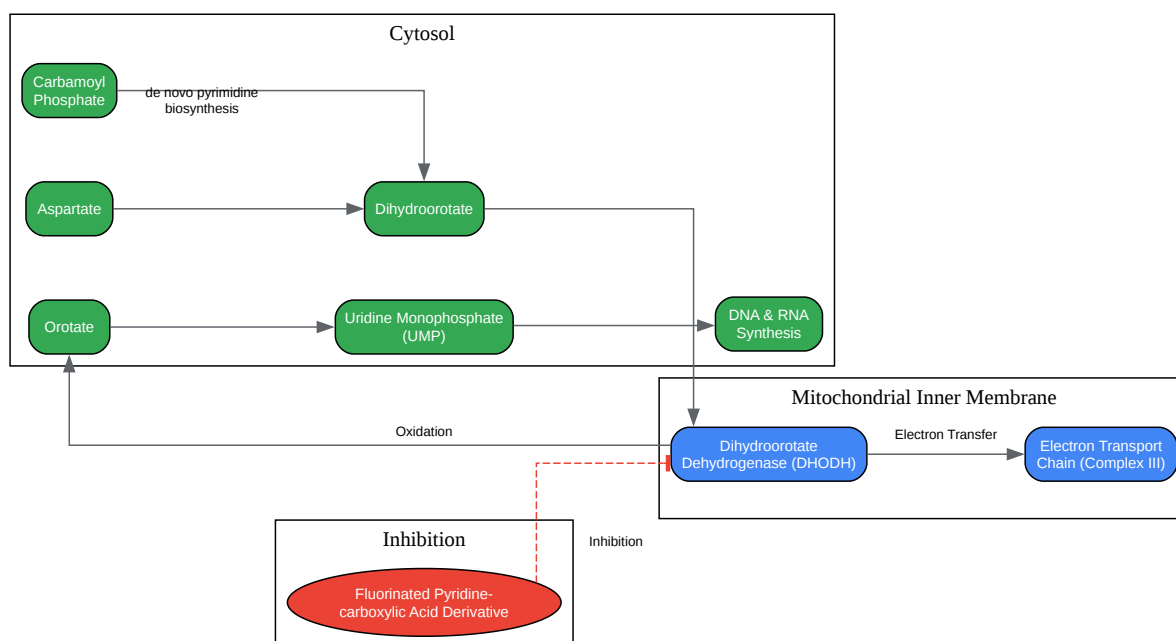 Cytosol
Carbamoyl
Phosphate
de novo pyrimidine
biosynthesis
Aspartate
Dihydroorotate
Orotate
Uridine Monophosphate
(UMP)
DNA & RNA
Synthesis
Mitochondrial Inner Membrane
Oxidation
Dihydroorotate
Dehydrogenase (DHODH)
Electron Transfer
Electron Transport
Chain (Complex III)
Inhibition
Inhibition
Fluorinated Pyridine-
carboxylic Acid Derivative